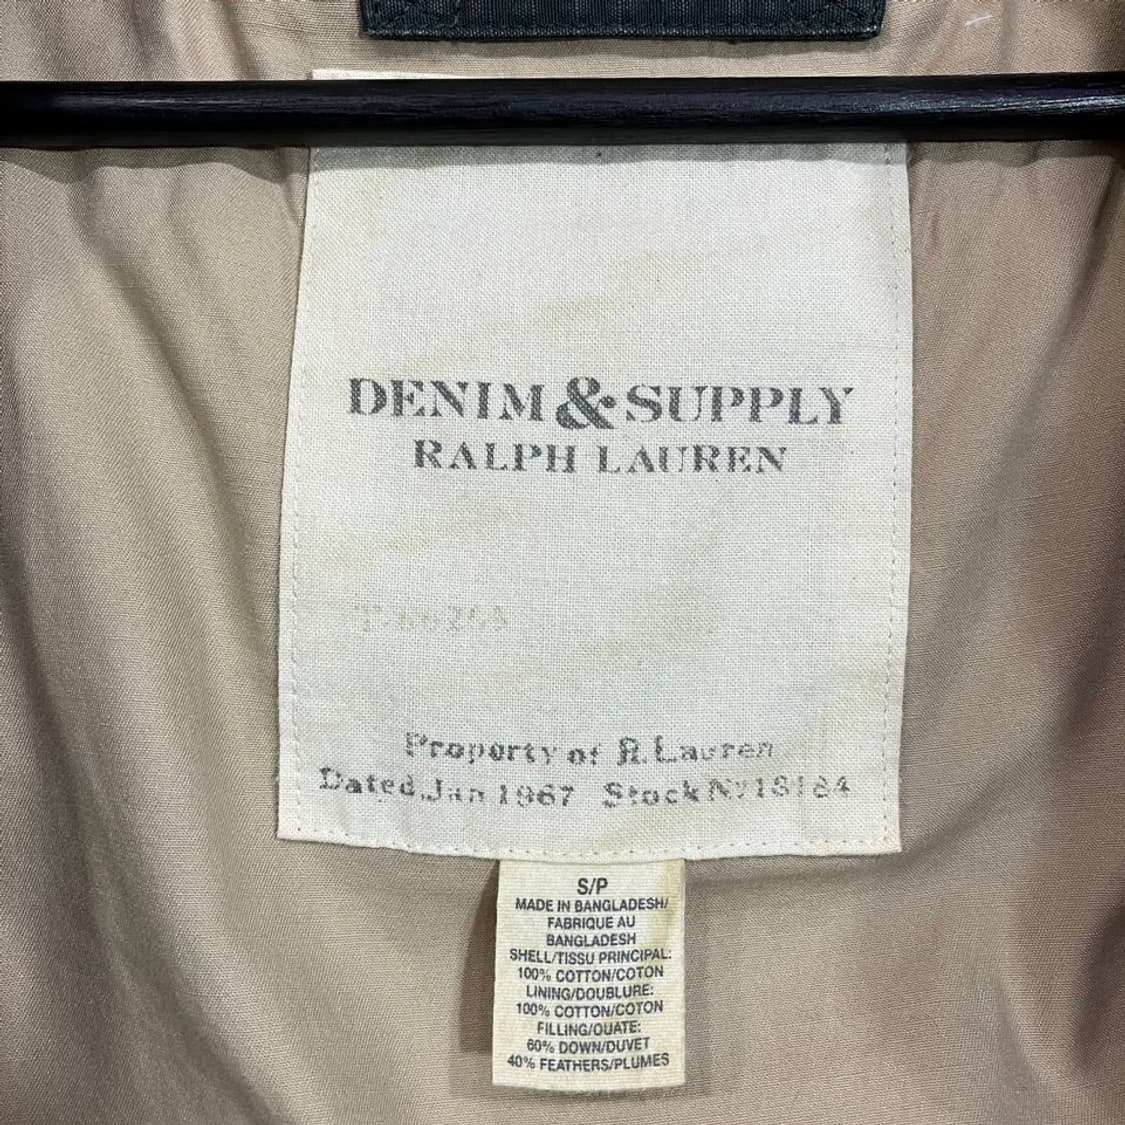 DENIM & SUPPLY
RALPH LAUREN
Property of R. Lauren
Dated Jan 1967 Stock No
S/P
MADE IN BANGLADESH/
FABRIQUE AU
BANGLADESH
SHELL/TISSU PRINCIPAL:
100% COTTON/COTON
LINING/DOUBLURE:
100% COTTON/COTON
FILLING/OUATE:
60% DOWN/DUVET
40% FEATHERS/PLUMES